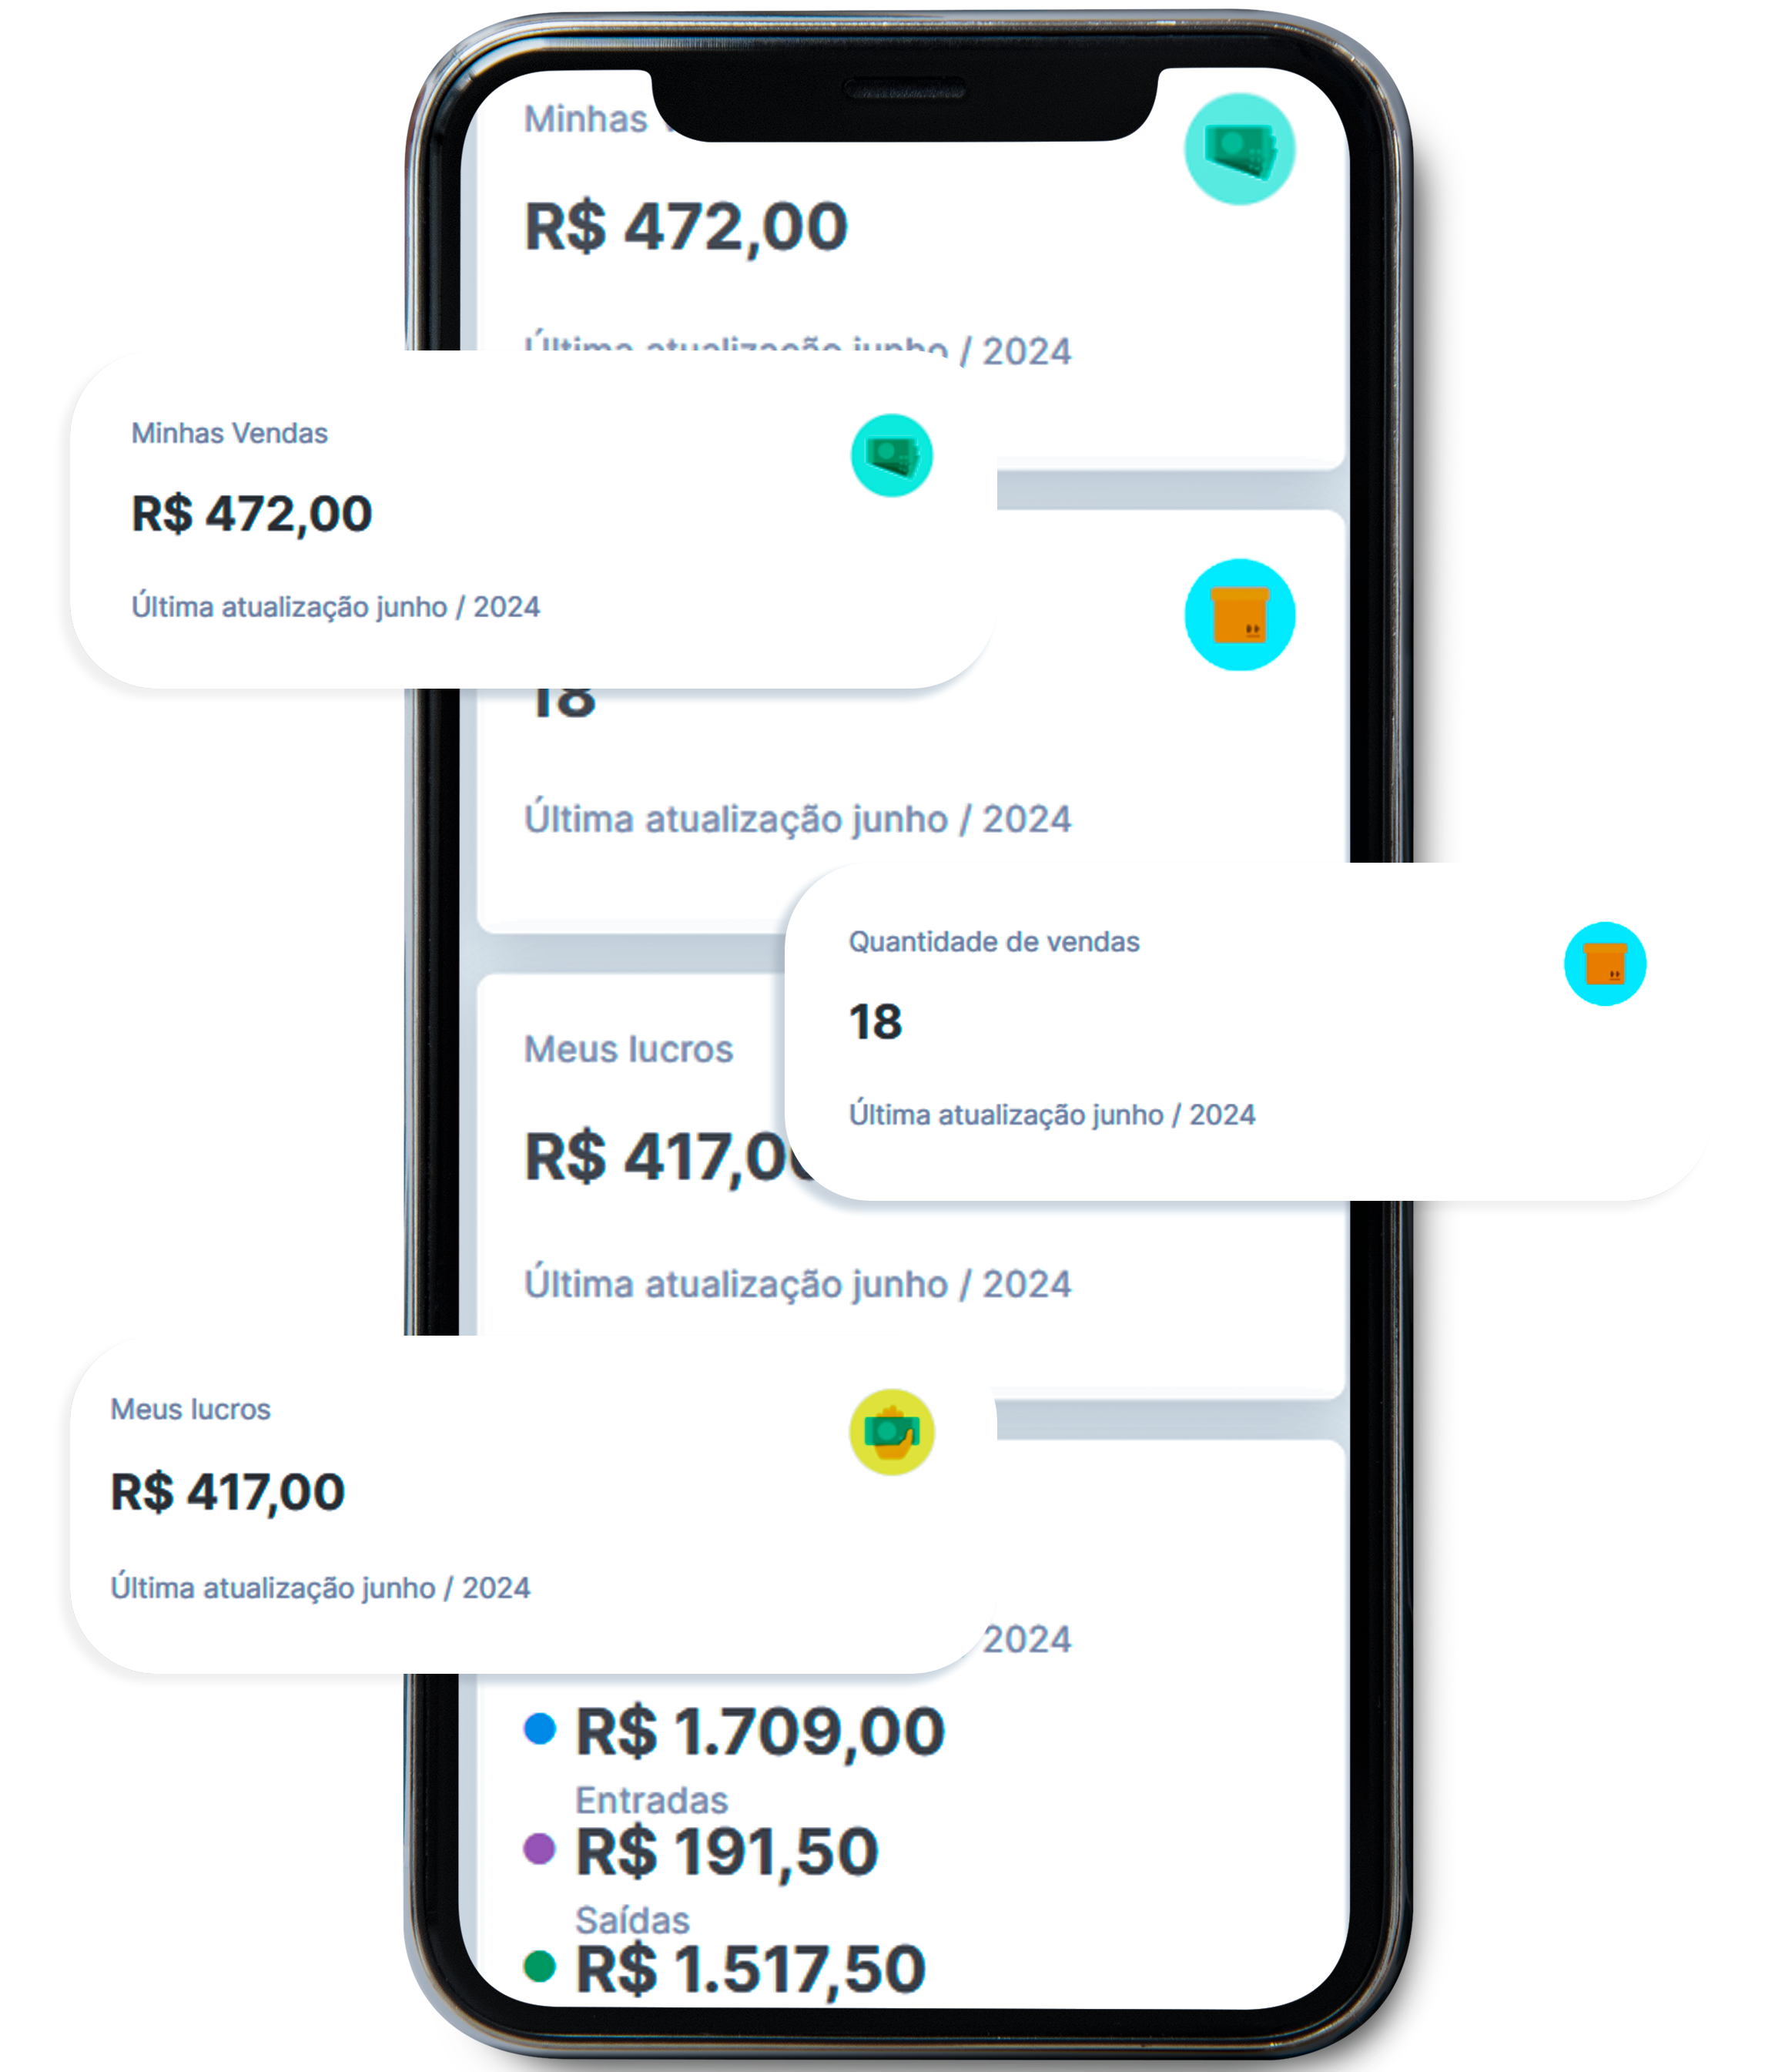 Minhas
R$ 472,00
Última atualização junho / 2024
Minhas Vendas
R$ 472,00
Última atualização junho / 2024
18
Última atualização junho / 2024
Quantidade de vendas
18
Última atualização junho / 2024
Meus lucros
R$ 417,0
Última atualização junho / 2024
Meus lucros
R$ 417,00
Última atualização junho / 2024
2024
R$ 1.709,00
Entradas
R$ 191,50
Saídas
R$ 1.517,50